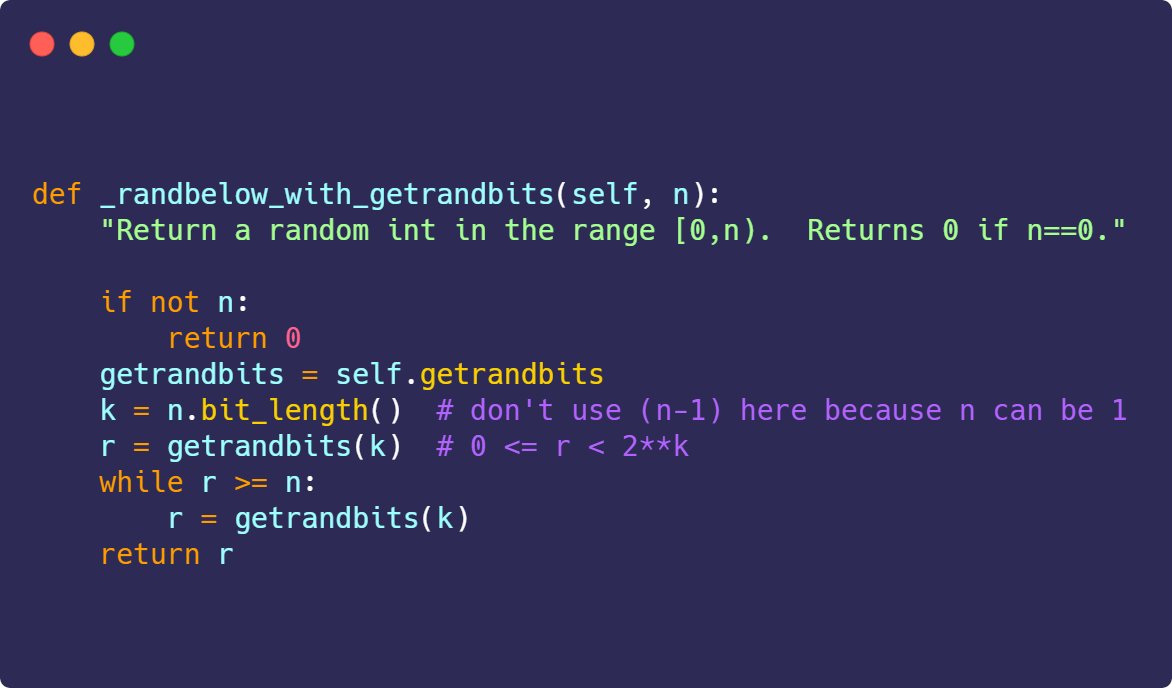 def _randbelow_with_getrandbits(self, n):
    "Return a random int in the range [0,n).  Returns 0 if n==0."

    if not n:
        return 0
    getrandbits = self.getrandbits
    k = n.bit_length()  # don't use (n-1) here because n can be 1
    r = getrandbits(k)  # 0 <= r < 2**k
    while r >= n:
        r = getrandbits(k)
    return r